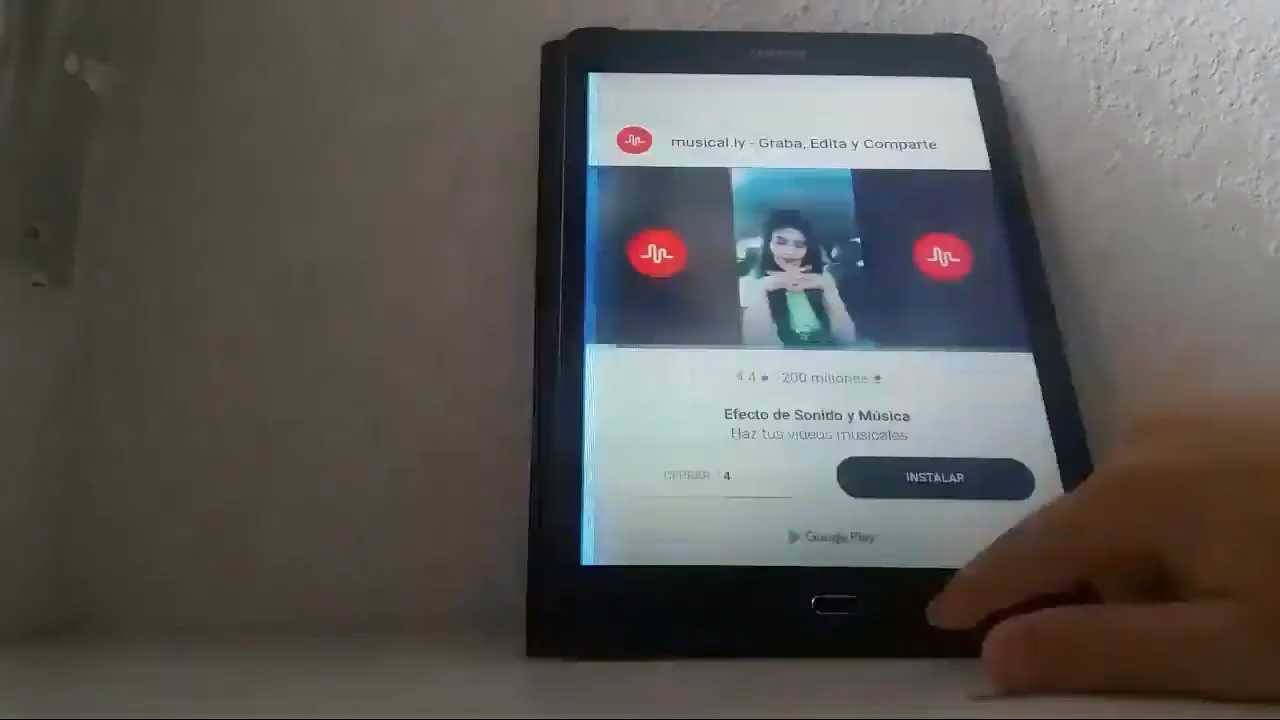 SAMSUNG
musical.ly - Graba, Edita y Comparte
4.4 ★ 200 millones
Efecto de Sonido y Música
Haz tus videos musicales
CERRAR | 4
INSTALAR
Google Play